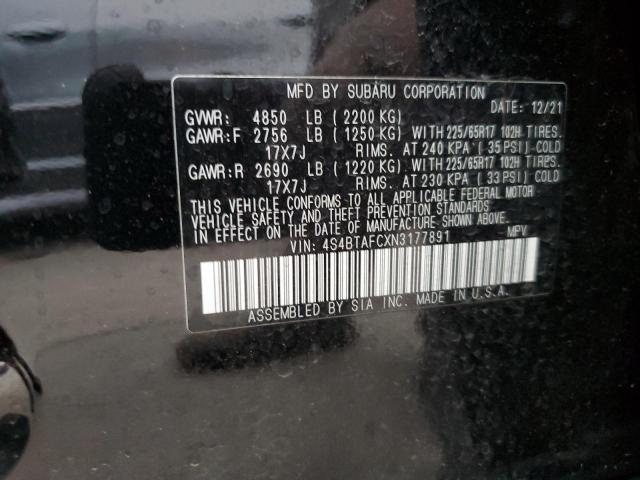 MFD BY SUBARU CORPORATION
DATE: 12/21
GVWR: 4850 LB ( 2200 KG)
GAWR:F 2756 LB ( 1250 KG) WITH 225/65R17 102H TIRES.
17X7J RIMS. AT 240 KPA ( 35 PSI) COLD
GAWR:R 2690 LB ( 1220 KG) WITH 225/65R17 102H TIRES.
17X7J RIMS. AT 230 KPA ( 33 PSI) COLD
THIS VEHICLE CONFORMS TO ALL APPLICABLE FEDERAL MOTOR
VEHICLE SAFETY AND THEFT PREVENTION STANDARDS
IN EFFECT ON THE DATE OF MANUFACTURE SHOWN ABOVE.
VIN: 4S4BTAFCXN3177891 MPV
ASSEMBLED BY SIA INC. MADE IN U.S.A.